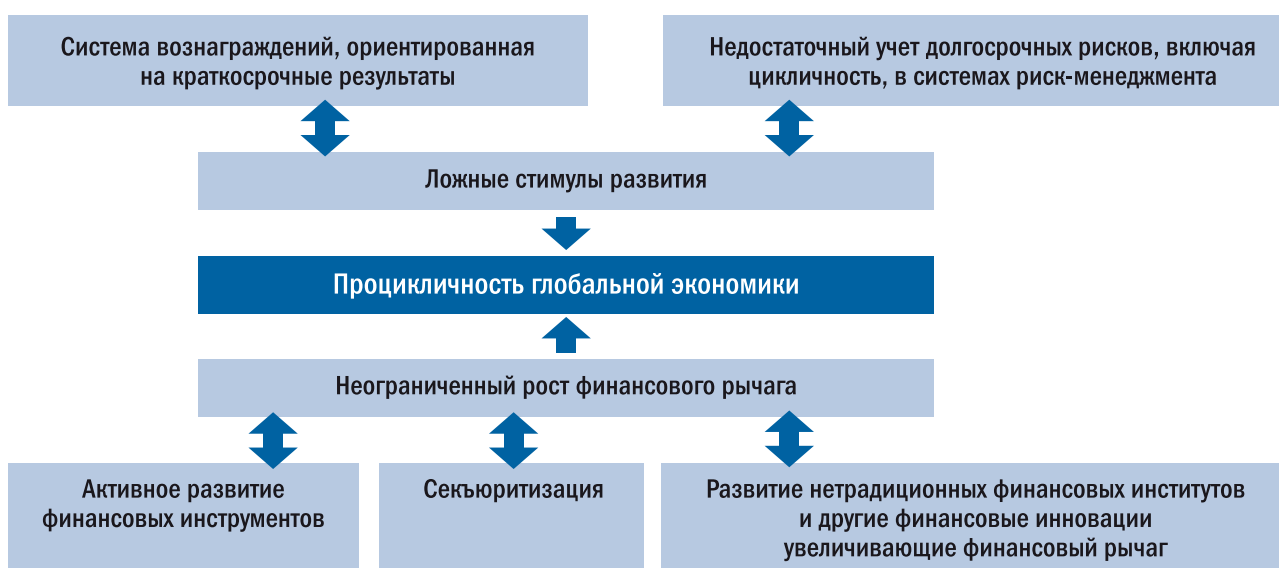 Система вознаграждений, ориентированная
на краткосрочные результаты
Недостаточный учет долгосрочных рисков, включая
цикличность, в системах риск-менеджмента
Ложные стимулы развития
Процикличность глобальной экономики
Неограниченный рост финансового рычага
Активное развитие
финансовых инструментов
Секъюритизация
Развитие нетрадиционных финансовых институтов
и другие финансовые инновации
увеличивающие финансовый рычаг